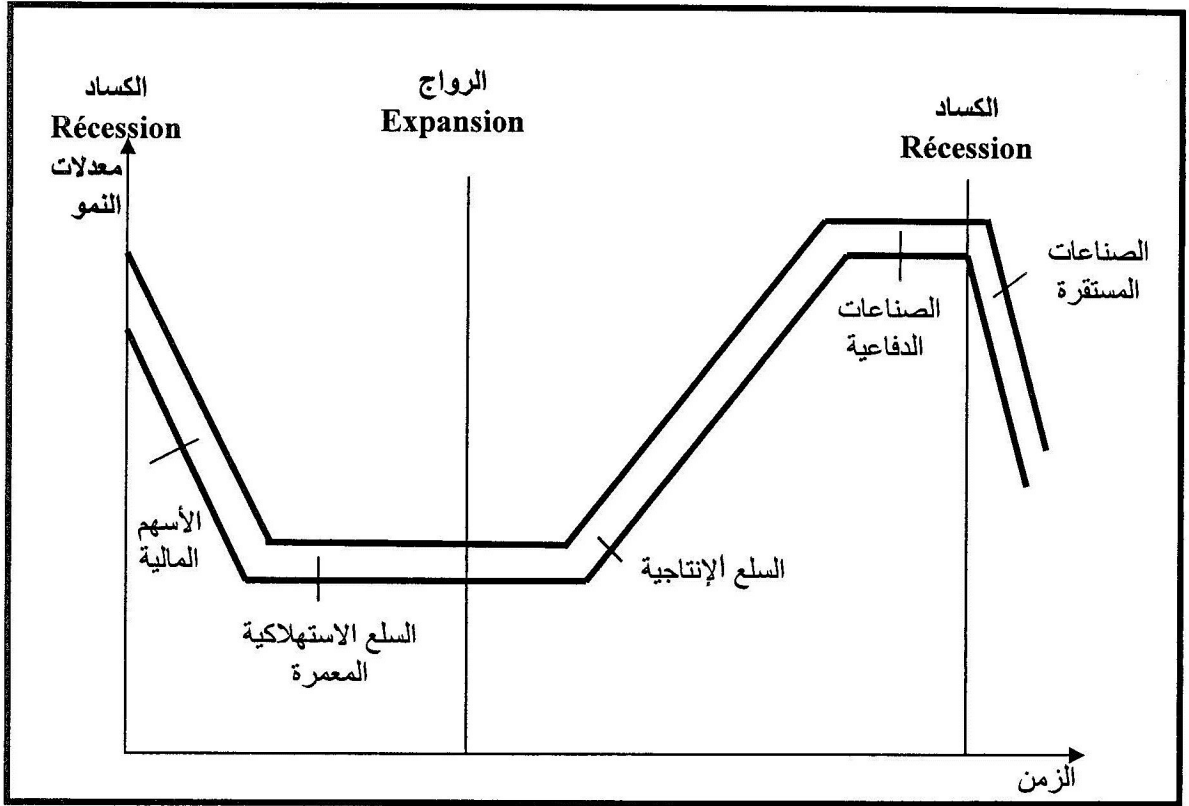 الكساد
Récession
معدلات
النمو
الرواج
Expansion
الكساد
Récession
الصناعات
المستقرة
الصناعات
الدفاعية
السلع الإنتاجية
الأسهم
المالية
السلع الاستهلاكية
المعمرة
الزمن